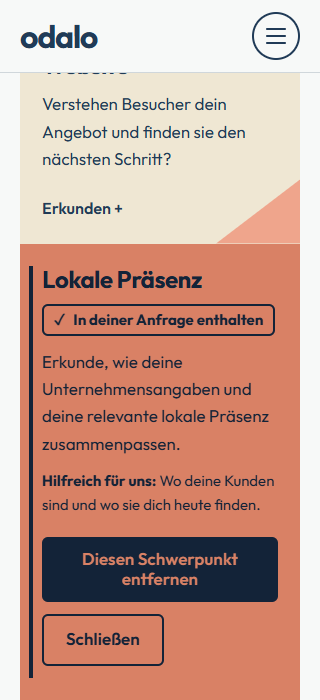 odalo
Verstehen Besucher dein
Angebot und finden sie den
nächsten Schritt?
Erkunden +
Lokale Präsenz
✓ In deiner Anfrage enthalten
Erkunde, wie deine
Unternehmensangaben und
deine relevante lokale Präsenz
zusammenpassen.
Hilfreich für uns: Wo deine Kunden
sind und wo sie dich heute finden.
Diesen Schwerpunkt
entfernen
Schließen